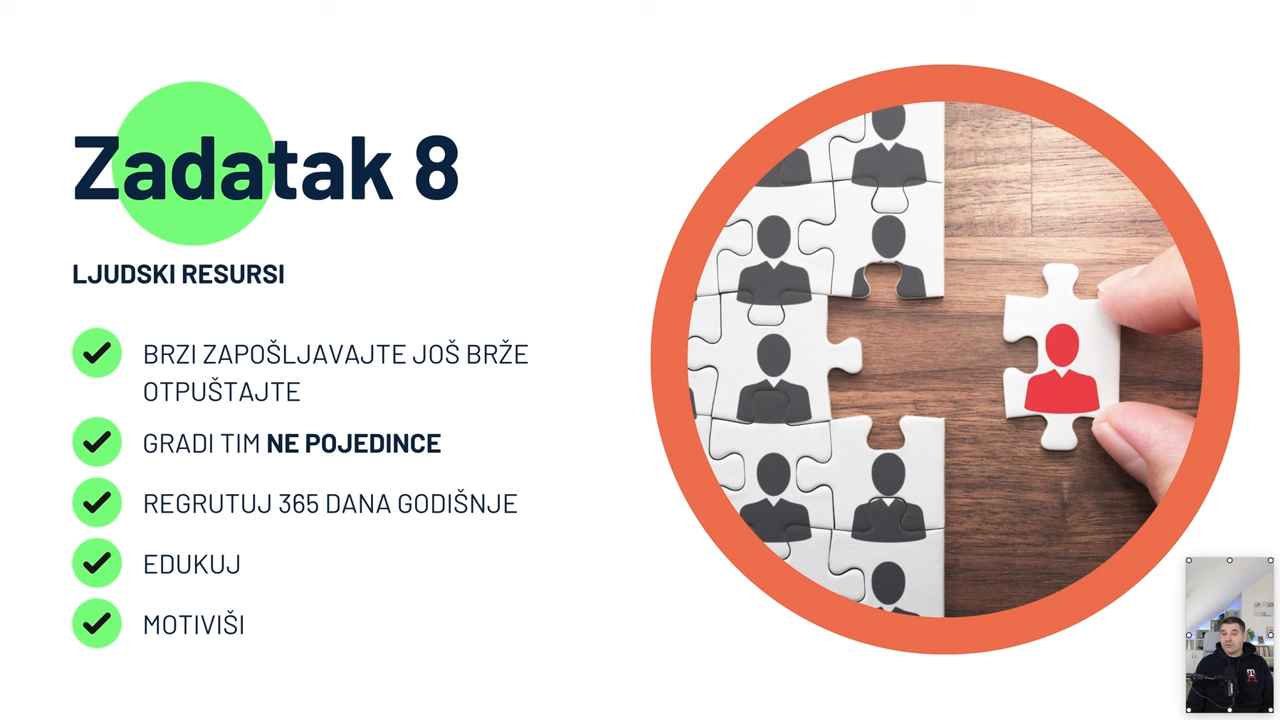 Zadatak 8
LJUDSKI RESURSI
BRZI ZAPOŠLJAVAJTE JOŠ BRŽE
OTPUŠTAJTE
GRADI TIM NE POJEDINCE
REGRUTUJ 365 DANA GODIŠNJE
EDUKUJ
MOTIVIŠI